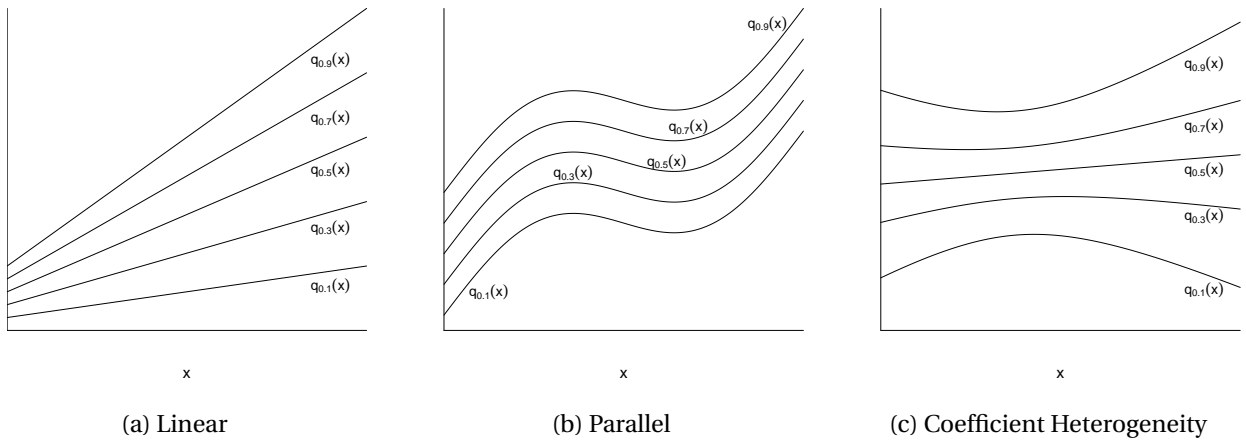 q0.9(x)
q0.7(x)
q0.5(x)
q0.3(x)
q0.1(x)
x
(a) Linear
q0.9(x)
q0.7(x)
q0.5(x)
q0.3(x)
q0.1(x)
x
(b) Parallel
q0.9(x)
q0.7(x)
q0.5(x)
q0.3(x)
q0.1(x)
x
(c) Coefficient Heterogeneity